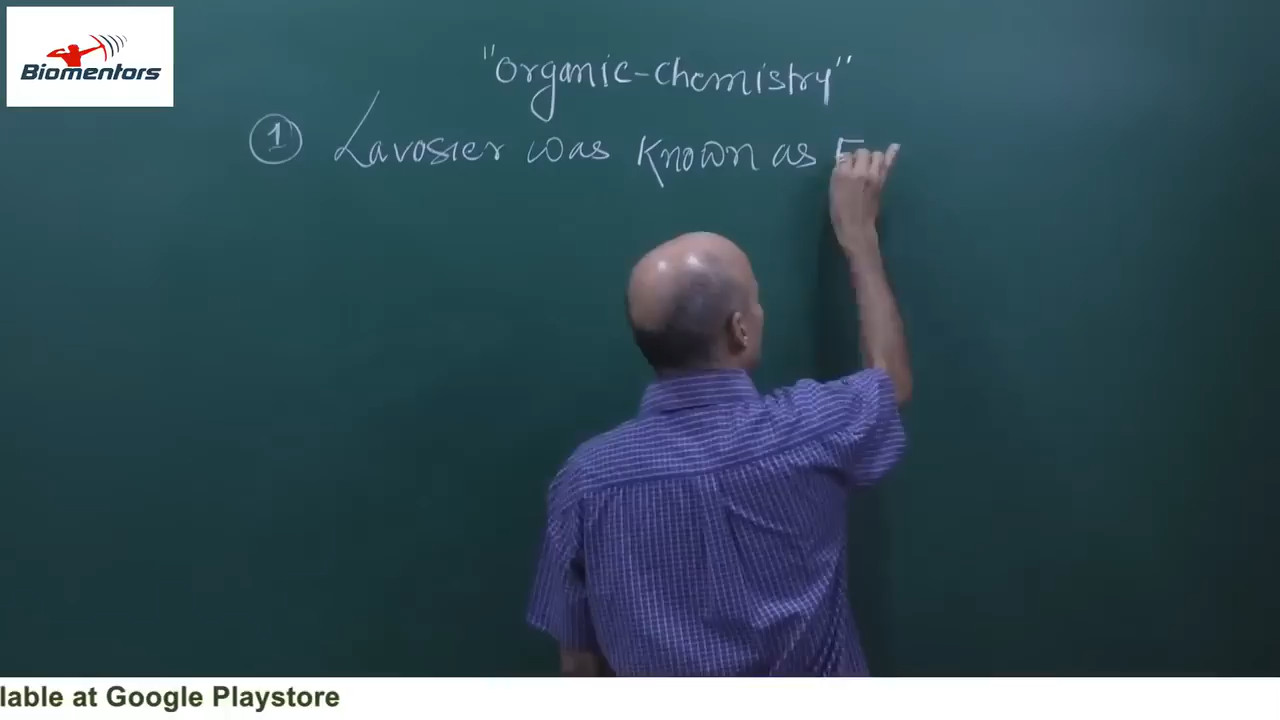 Biomentors
"Organic-chemistry"
1 Lavosier was known as F
lable at Google Playstore